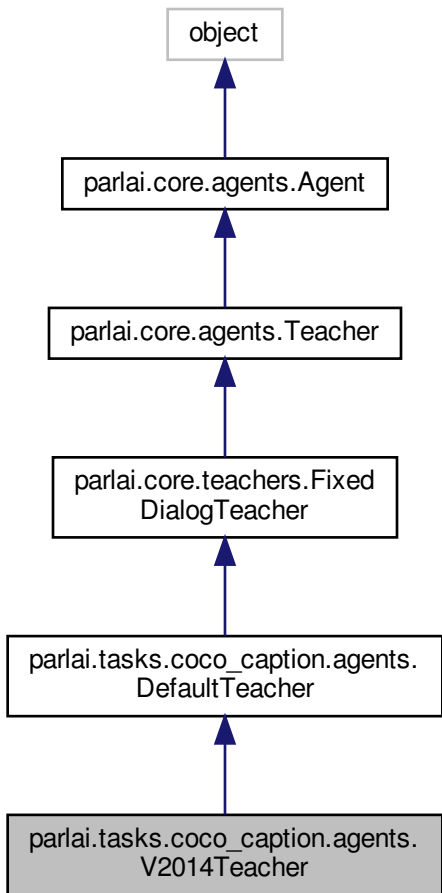 object
parlai.core.agents.Agent
parlai.core.agents.Teacher
parlai.core.teachers.Fixed
DialogTeacher
parlai.tasks.coco_caption.agents.
DefaultTeacher
parlai.tasks.coco_caption.agents.
V2014Teacher